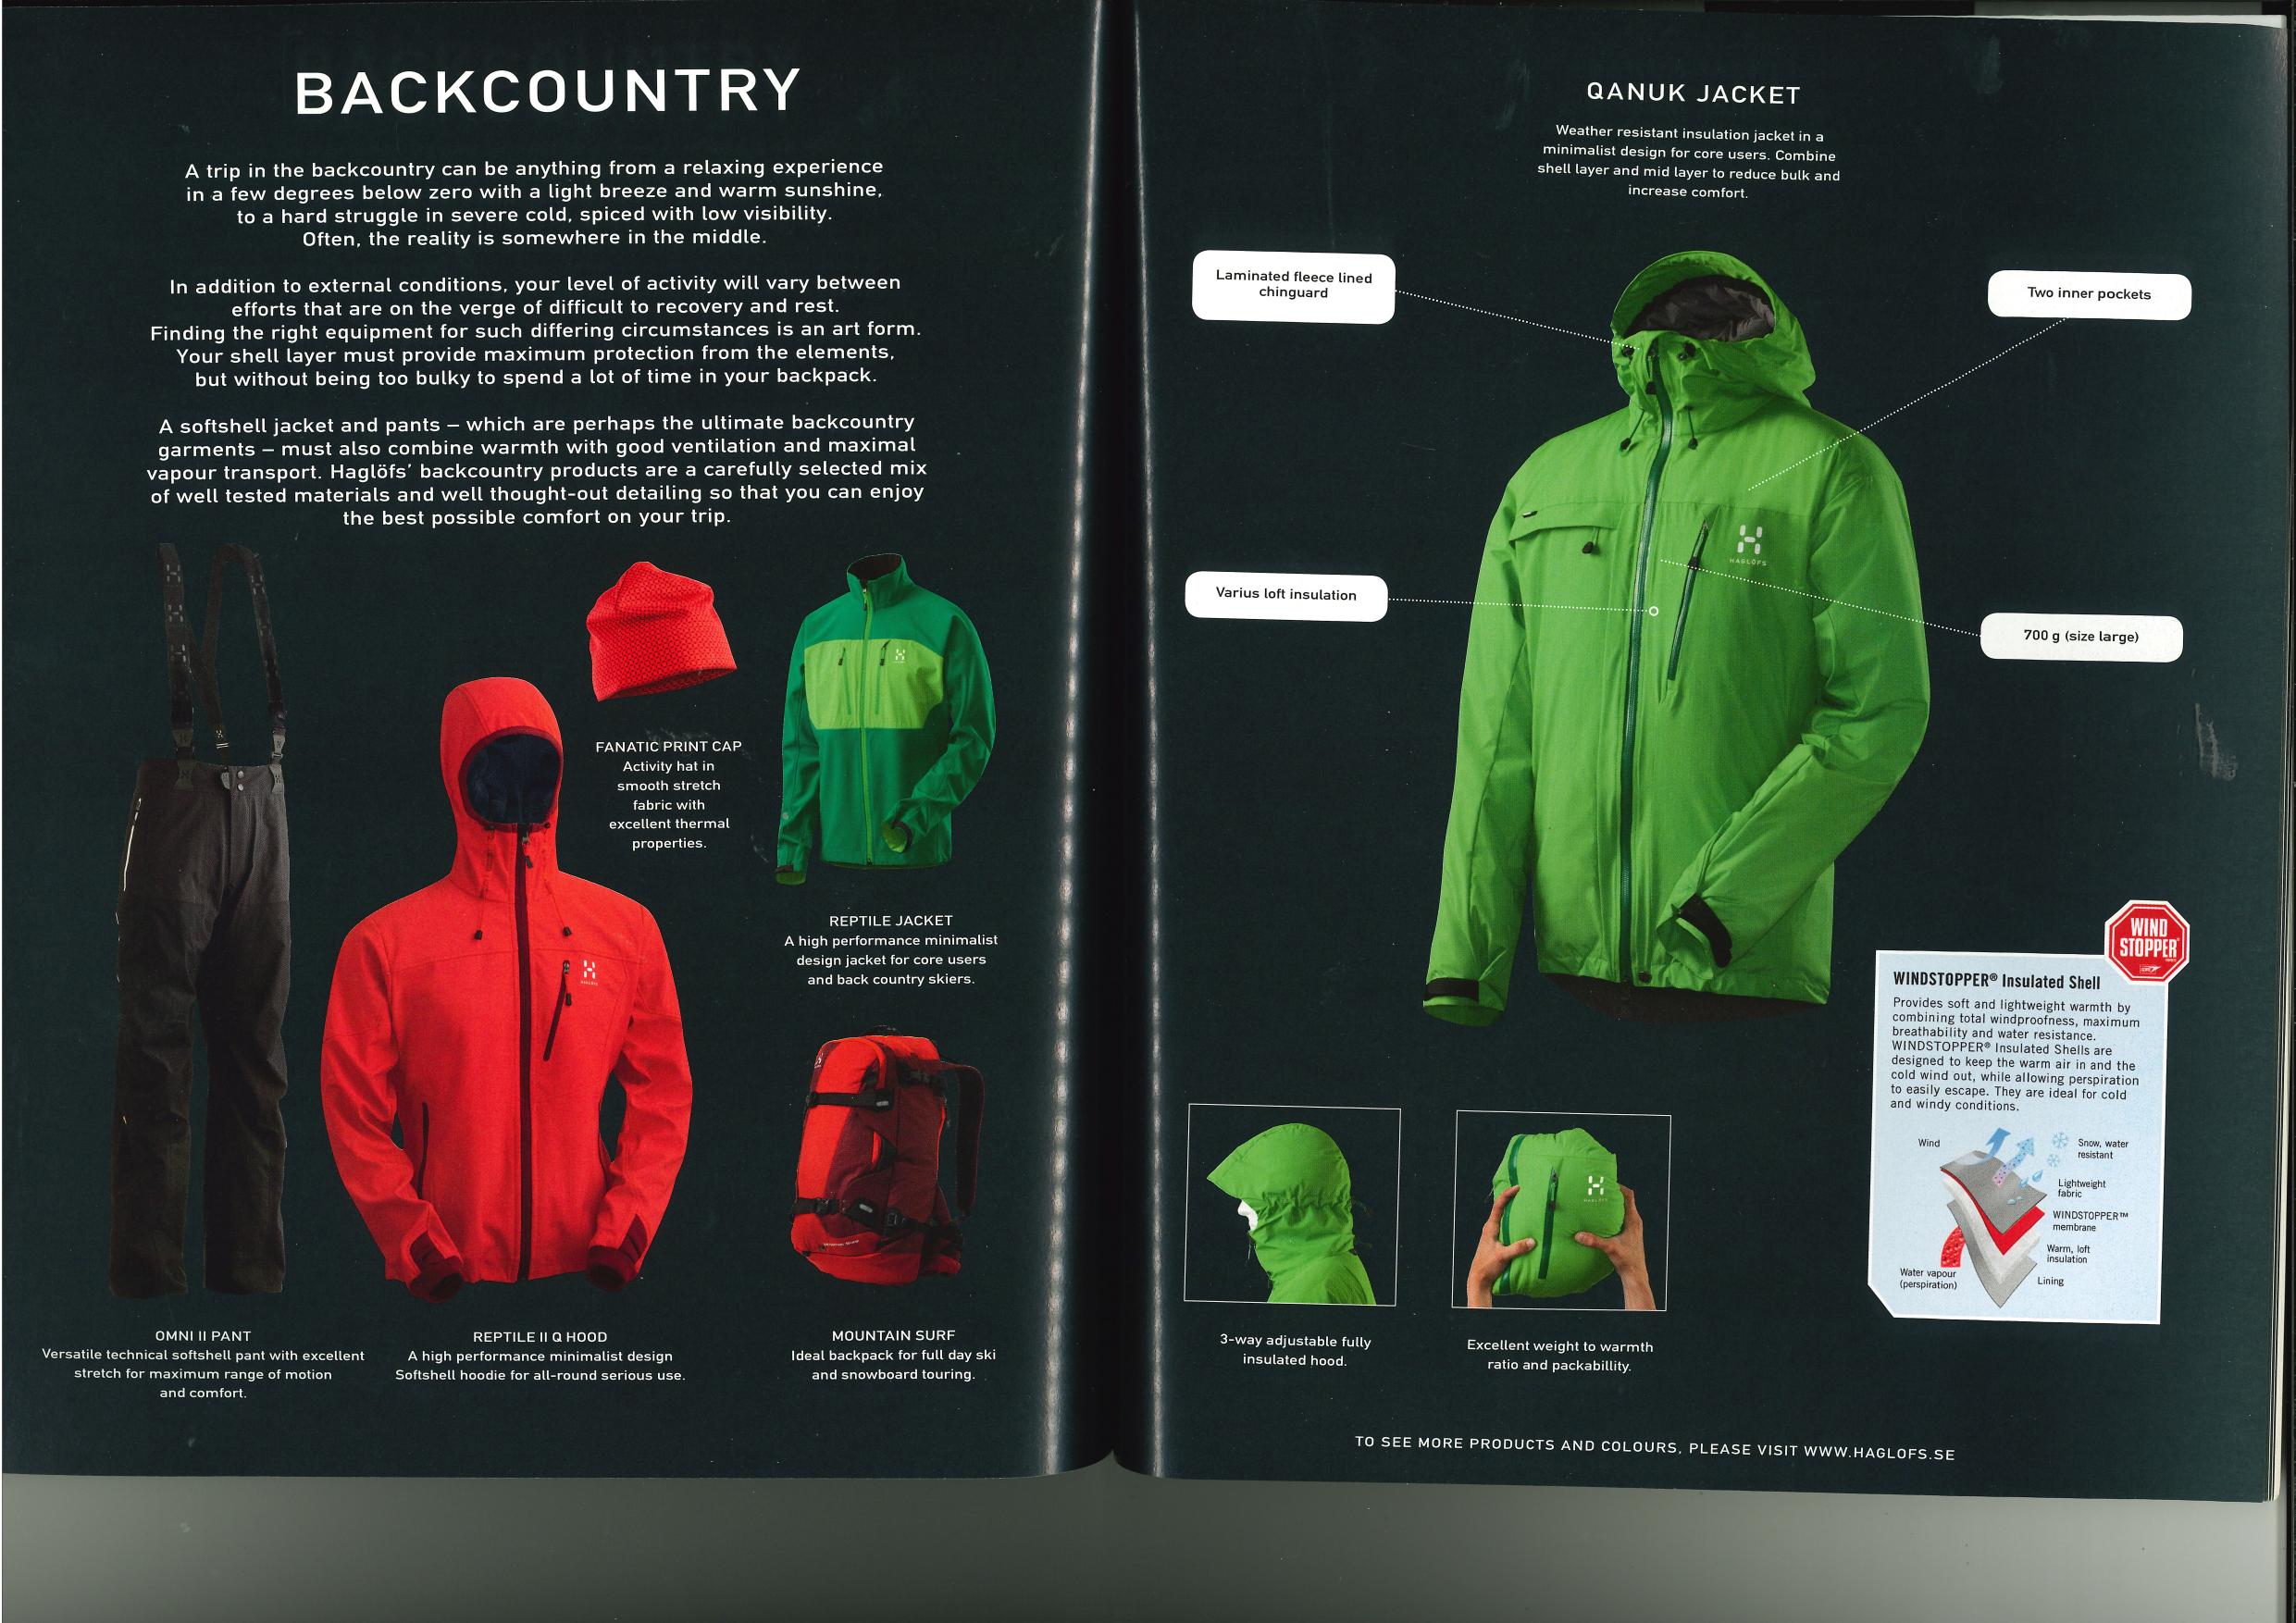 BACKCOUNTRY
A trip in the backcountry can be anything from a relaxing experience
in a few degrees below zero with a light breeze and warm sunshine,
to a hard struggle in severe cold, spiced with low visibility.
Often, the reality is somewhere in the middle.
In addition to external conditions, your level of activity will vary between
efforts that are on the verge of difficult to recovery and rest.
Finding the right equipment for such differing circumstances is an art form.
Your shell layer must provide maximum protection from the elements,
but without being too bulky to spend a lot of time in your backpack.
A softshell jacket and pants – which are perhaps the ultimate backcountry
garments – must also combine warmth with good ventilation and maximal
vapour transport. Haglöfs' backcountry products are a carefully selected mix
of well tested materials and well thought-out detailing so that you can enjoy
the best possible comfort on your trip.
FANATIC PRINT CAP
Activity hat in
smooth stretch
fabric with
excellent thermal
properties.
REPTILE JACKET
A high performance minimalist
design jacket for core users
and back country skiers.
OMNI II PANT
Versatile technical softshell pant with excellent
stretch for maximum range of motion
and comfort.
REPTILE II Q HOOD
A high performance minimalist design
Softshell hoodie for all-round serious use.
MOUNTAIN SURF
Ideal backpack for full day ski
and snowboard touring.
QANUK JACKET
Weather resistant insulation jacket in a
minimalist design for core users. Combine
shell layer and mid layer to reduce bulk and
increase comfort.
Laminated fleece lined
chinguard
Two inner pockets
HAGLÖFS
Varius loft insulation
700 g (size large)
WIND
STOPPER
WINDSTOPPER® Insulated Shell
Provides soft and lightweight warmth by
combining total windproofness, maximum
breathability and water resistance.
WINDSTOPPER® Insulated Shells are
designed to keep the warm air in and the
cold wind out, while allowing perspiration
to easily escape. They are ideal for cold
and windy conditions.
Wind
Snow, water
resistant
Lightweight
fabric
WINDSTOPPER™
membrane
Warm, loft
insulation
Lining
Water vapour
(perspiration)
HAGLÖFS
3-way adjustable fully
insulated hood.
Excellent weight to warmth
ratio and packabillity.
TO SEE MORE PRODUCTS AND COLOURS, PLEASE VISIT WWW.HAGLOFS.SE